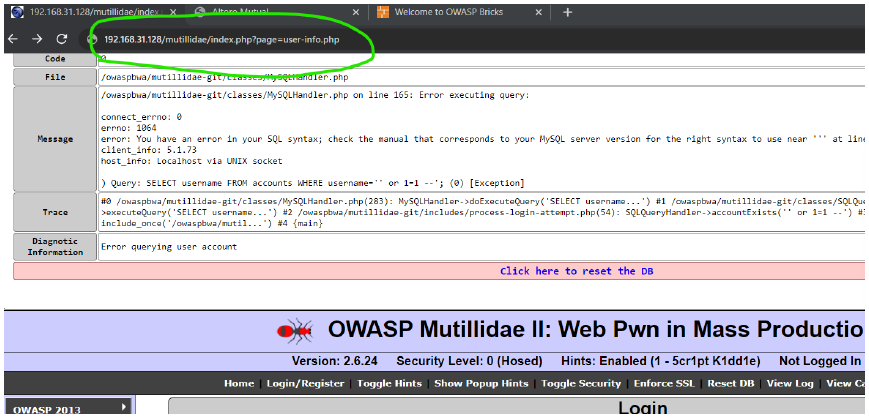 192.168.31.128/mutillidae/index
Altoro Mutual
Welcome to OWASP Bricks
192.168.31.128/mutillidae/index.php?page=user-info.php
Code
0
File
/owaspbwa/mutillidae-git/classes/MySQLHandler.php
Message
/owaspbwa/mutillidae-git/classes/MySQLHandler.php on line 165: Error executing query:
connect_errno: 0
errno: 1064
error: You have an error in your SQL syntax; check the manual that corresponds to your MySQL server version for the right syntax to use near ''' at line
client_info: 5.1.73
host_info: Localhost via UNIX socket
) Query: SELECT username FROM accounts WHERE username='' or 1=1 --'; (0) [Exception]
Trace
#0 /owaspbwa/mutillidae-git/classes/MySQLHandler.php(283): MySQLHandler->doExecuteQuery('SELECT username...') #1 /owaspbwa/mutillidae-git/classes/SQLQue
>executeQuery('SELECT username...') #2 /owaspbwa/mutillidae-git/includes/process-login-attempt.php(54): SQLQueryHandler->accountExists('' or 1=1 --') #3
include_once('/owaspbwa/mutil...') #4 {main}
Diagnostic
Information
Error querying user account
Click here to reset the DB
OWASP Mutillidae II: Web Pwn in Mass Productio
Version: 2.6.24 Security Level: 0 (Hosed) Hints: Enabled (1 - 5cr1pt K1dd1e) Not Logged In
Home | Login/Register | Toggle Hints | Show Popup Hints | Toggle Security | Enforce SSL | Reset DB | View Log | View Ca
OWASP 2013
Login